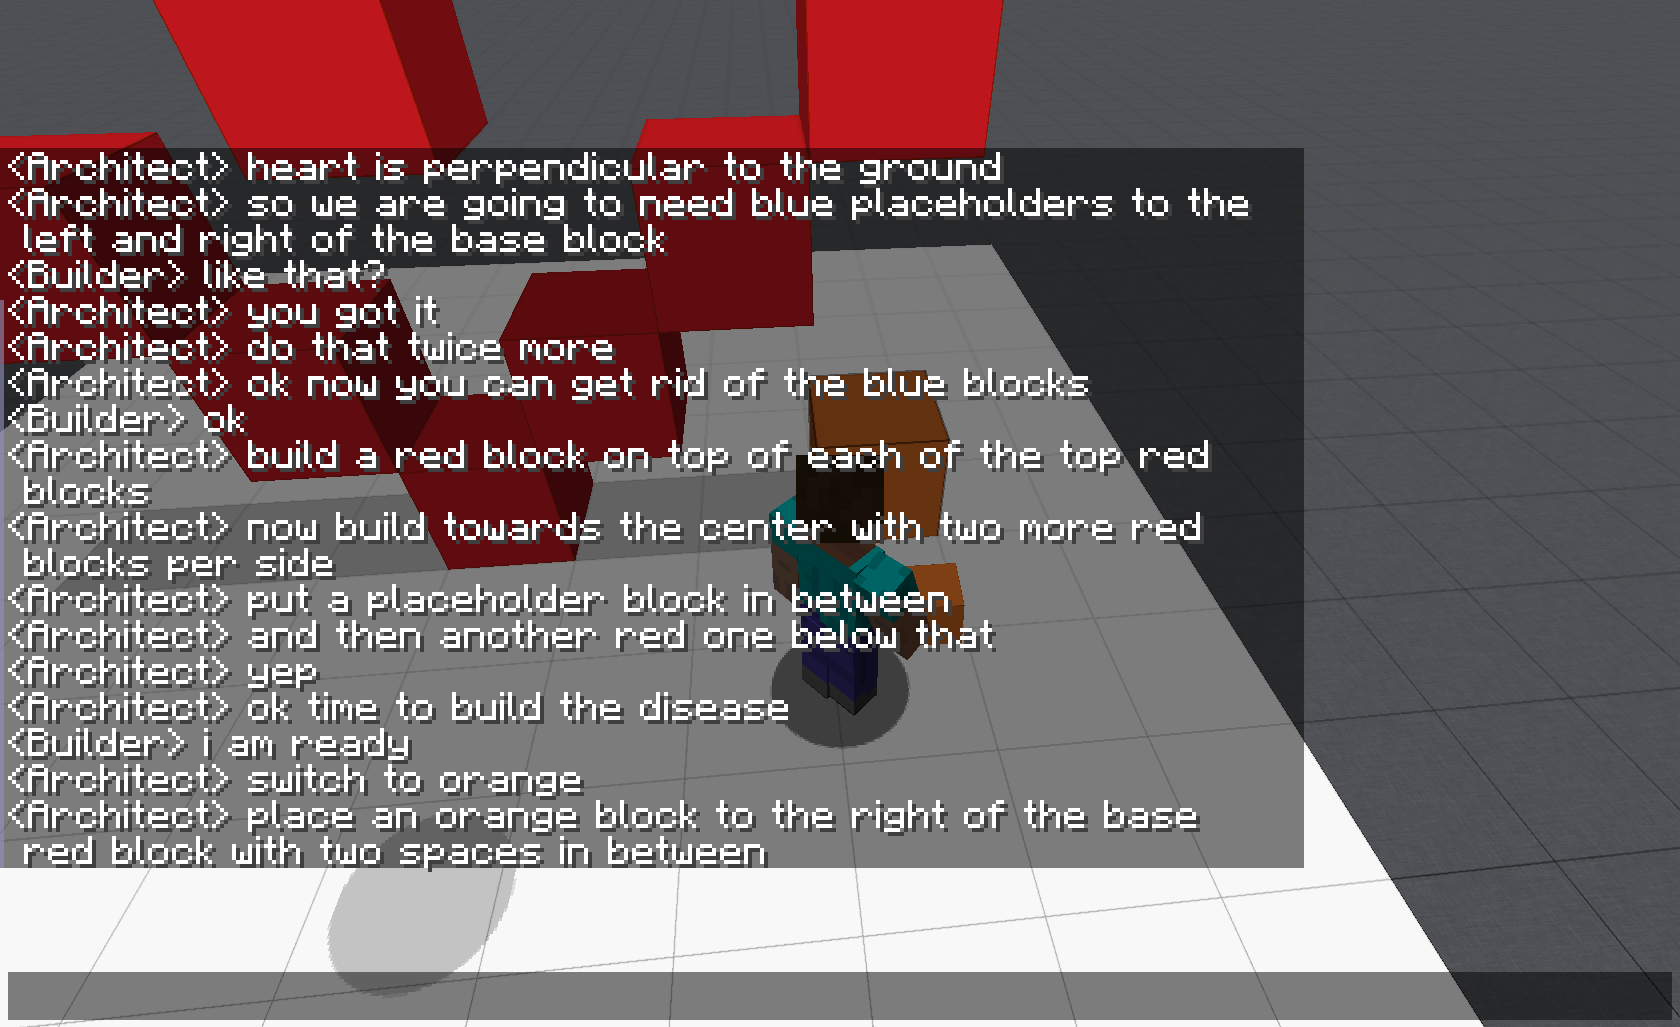 <Architect> heart is perpendicular to the ground
<Architect> so we are going to need blue placeholders to the
left and right of the base block
<Builder> like that?
<Architect> you got it
<Architect> do that twice more
<Architect> ok now you can get rid of the blue blocks
<Builder> ok
<Architect> build a red block on top of each of the top red
blocks
<Architect> now build towards the center with two more red
blocks per side
<Architect> put a placeholder block in between
<Architect> and then another red one below that
<Architect> yep
<Architect> ok time to build the disease
<Builder> i am ready
<Architect> switch to orange
<Architect> place an orange block to the right of the base
red block with two spaces in between